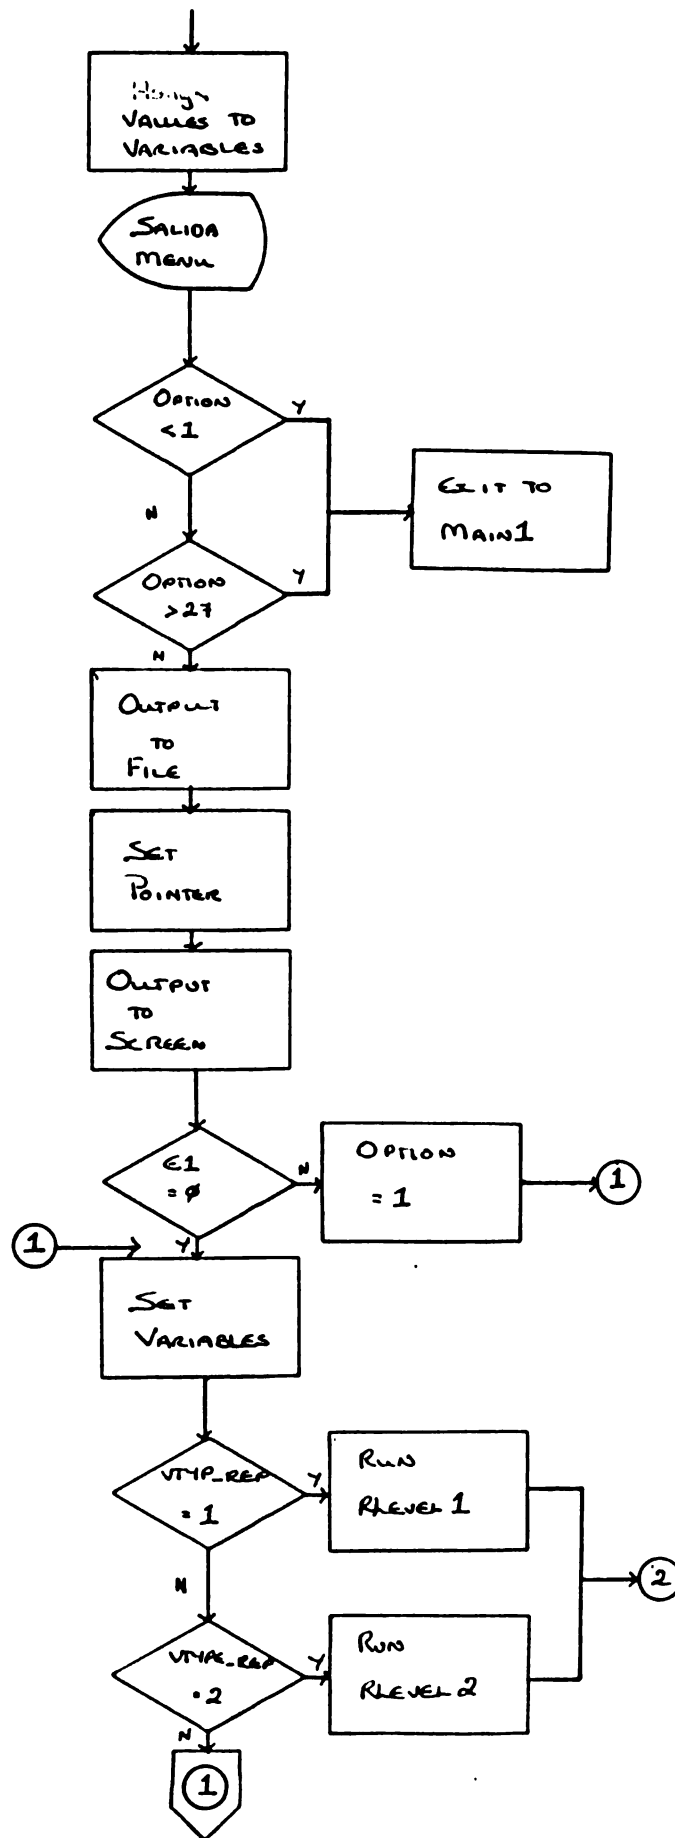 VALUES TO
VARIABLES
SALIDA
MENU
OPTION
<1
Y
N
EXIT TO
MAIN1
OPTION
>27
Y
N
OUTPUT
TO
FILE
SET
POINTER
OUTPUT
TO
SCREEN
E1
=0
N
Y
OPTION
= 1
1
1
SET
VARIABLES
VTYP_REP
= 1
Y
N
RUN
RLEVEL 1
2
VTYPE_REP
= 2
Y
N
RUN
RLEVEL 2
1